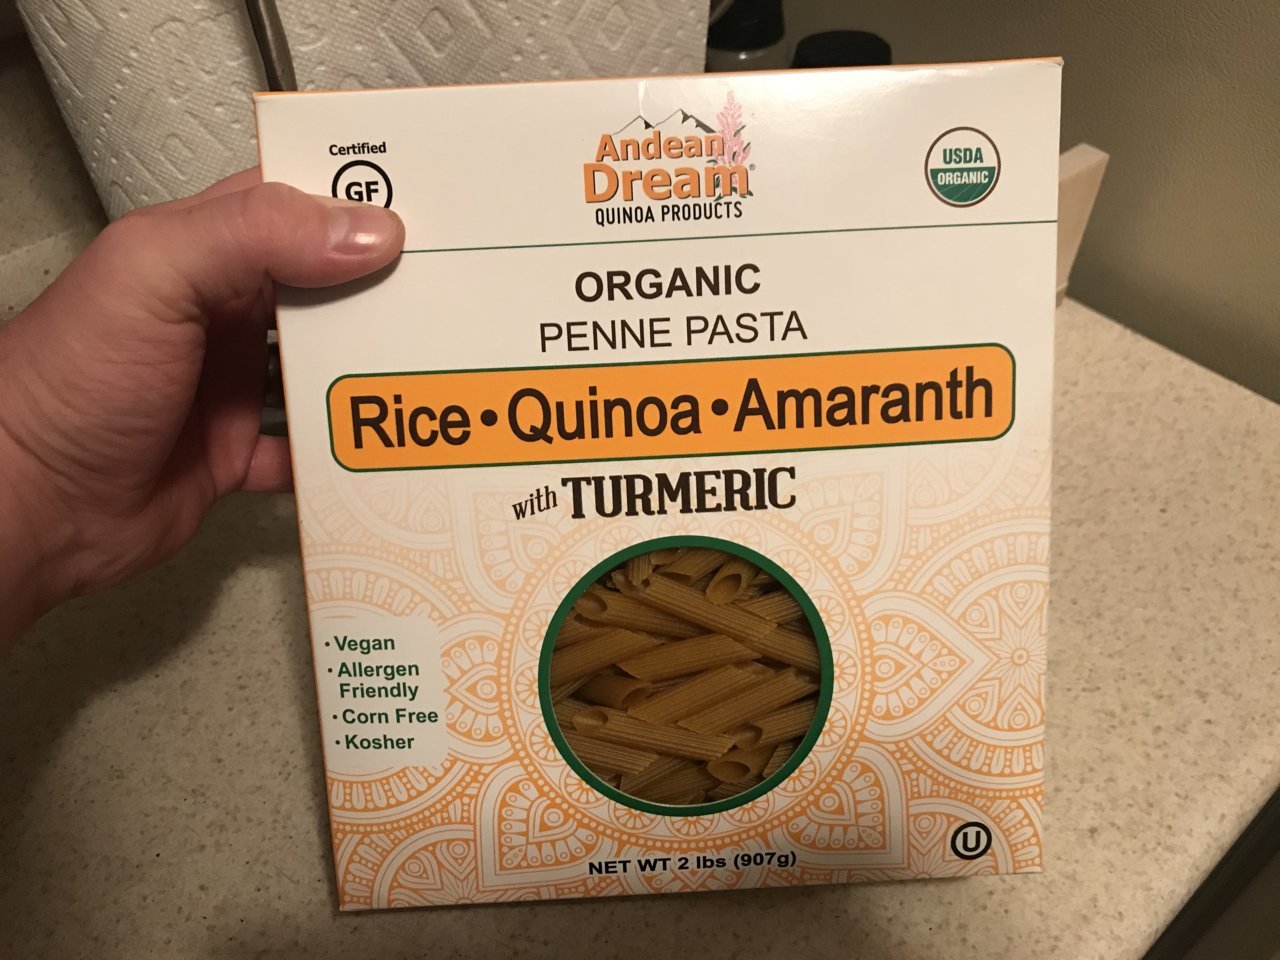 Certified
GF
Andean
Dream®
QUINOA PRODUCTS
USDA
ORGANIC
ORGANIC
PENNE PASTA
Rice • Quinoa • Amaranth
with TURMERIC
• Vegan
• Allergen
Friendly
• Corn Free
• Kosher
NET WT 2 lbs (907g)
U